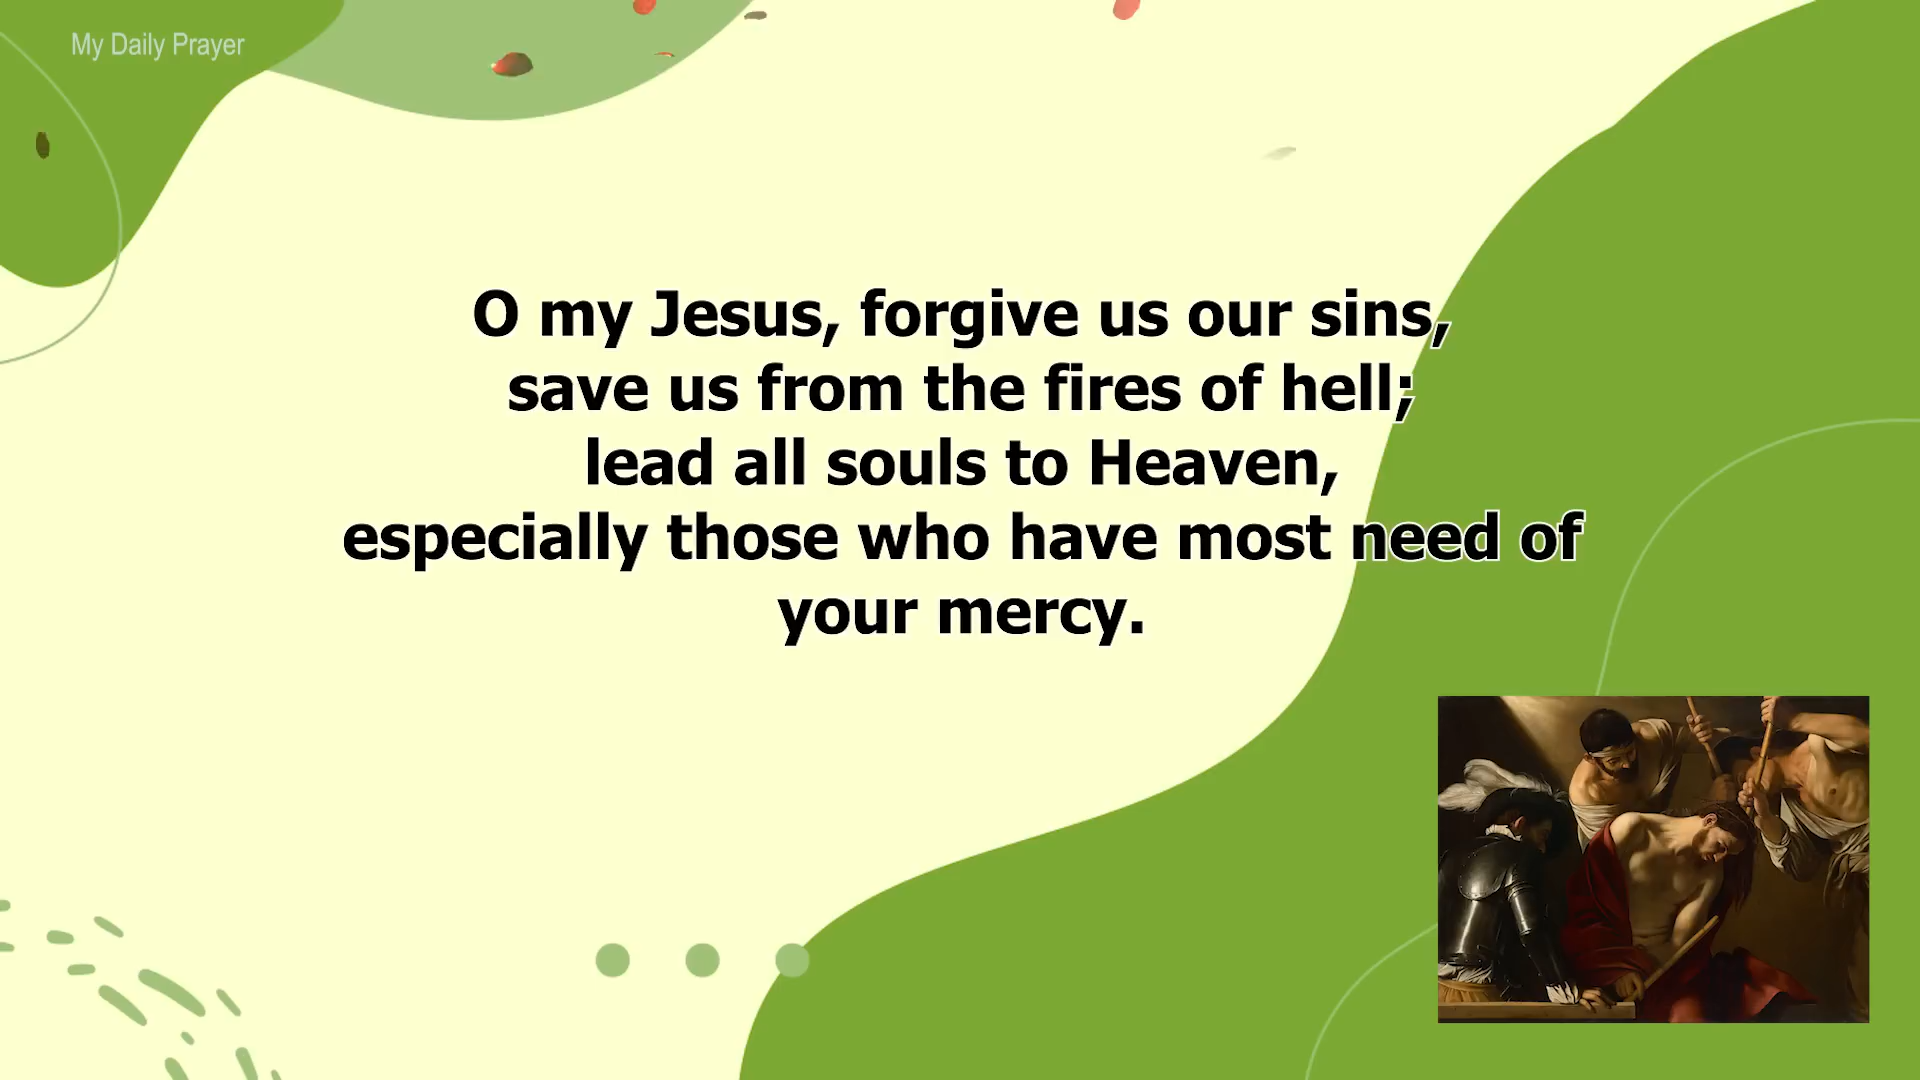 My Daily Prayer
O my Jesus, forgive us our sins,
save us from the fires of hell;
lead all souls to Heaven,
especially those who have most need of
your mercy.